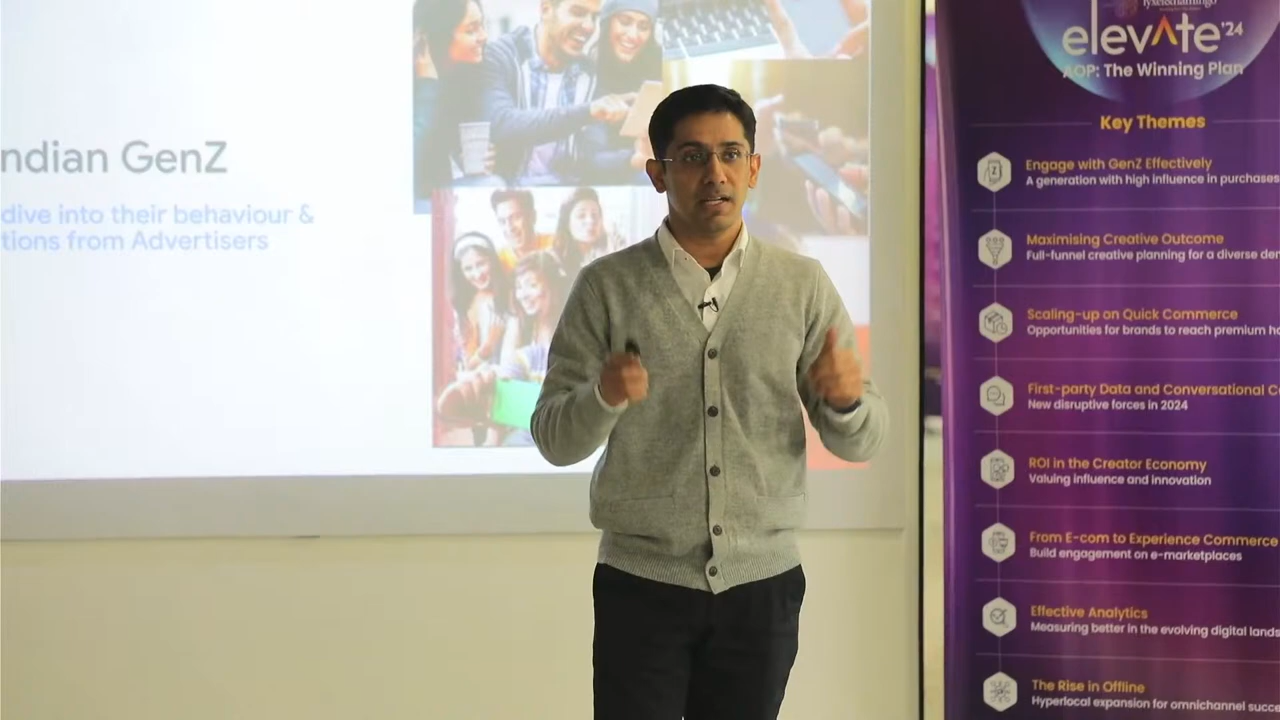 ndian GenZ
dive into their behaviour &
tions from Advertisers
elevate'24
AOP: The Winning Plan
Key Themes
Engage with GenZ Effectively
A generation with high influence in purchases
Maximising Creative Outcome
Full-funnel creative planning for a diverse
Scaling-up on Quick Commerce
Opportunities for brands to reach premium
First-party Data and Conversational
New disruptive forces in 2024
ROI in the Creator Economy
Valuing influence and innovation
From E-com to Experience Commerce
Build engagement on e-marketplaces
Effective Analytics
Measuring better in the evolving digital
The Rise in Offline
Hyperlocal expansion for omnichannel